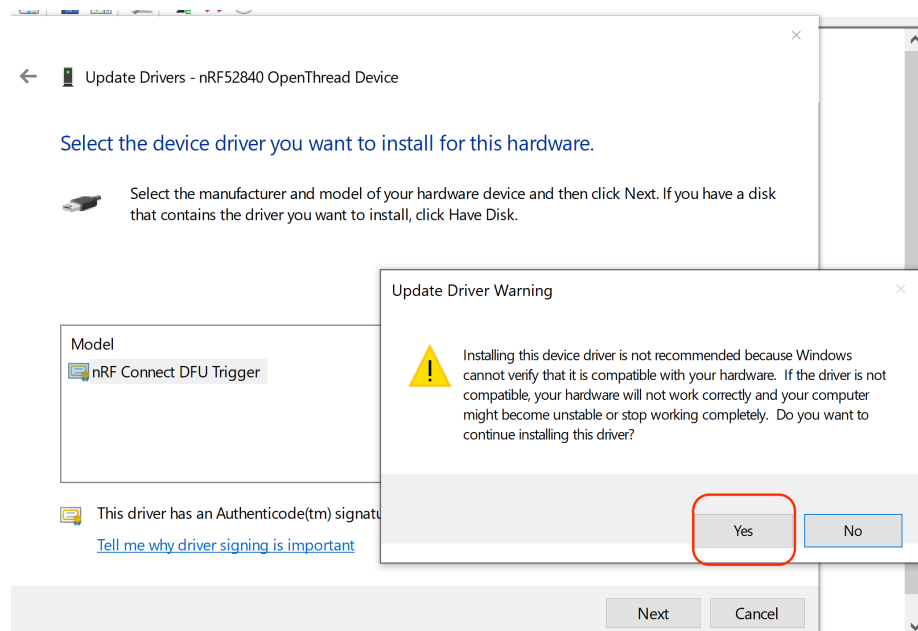 Update Drivers - nRF52840 OpenThread Device
Select the device driver you want to install for this hardware.
Select the manufacturer and model of your hardware device and then click Next. If you have a disk
that contains the driver you want to install, click Have Disk.
Update Driver Warning
Installing this device driver is not recommended because Windows
cannot verify that it is compatible with your hardware. If the driver is not
compatible, your hardware will not work correctly and your computer
might become unstable or stop working completely. Do you want to
continue installing this driver?
Yes
No
Model
nRF Connect DFU Trigger
This driver has an Authenticode(tm)
Tell me why driver signing is important
Next
Cancel